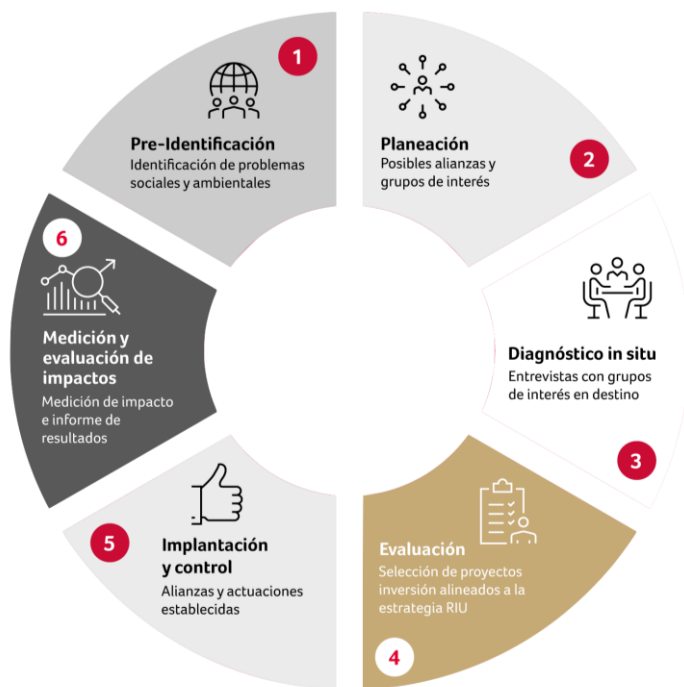 1
Pre-Identificación
Identificación de problemas
sociales y ambientales
Planeación
Posibles alianzas y
grupos de interés
2
Diagnóstico in situ
Entrevistas con grupos
de interés en destino
3
Evaluación
Selección de proyectos
inversión alineados a la
estrategia RIU
4
5
Implantación
y control
Alianzas y actuaciones
establecidas
6
Medición y
evaluación de
impactos
Medición de impacto
e informe de
resultados